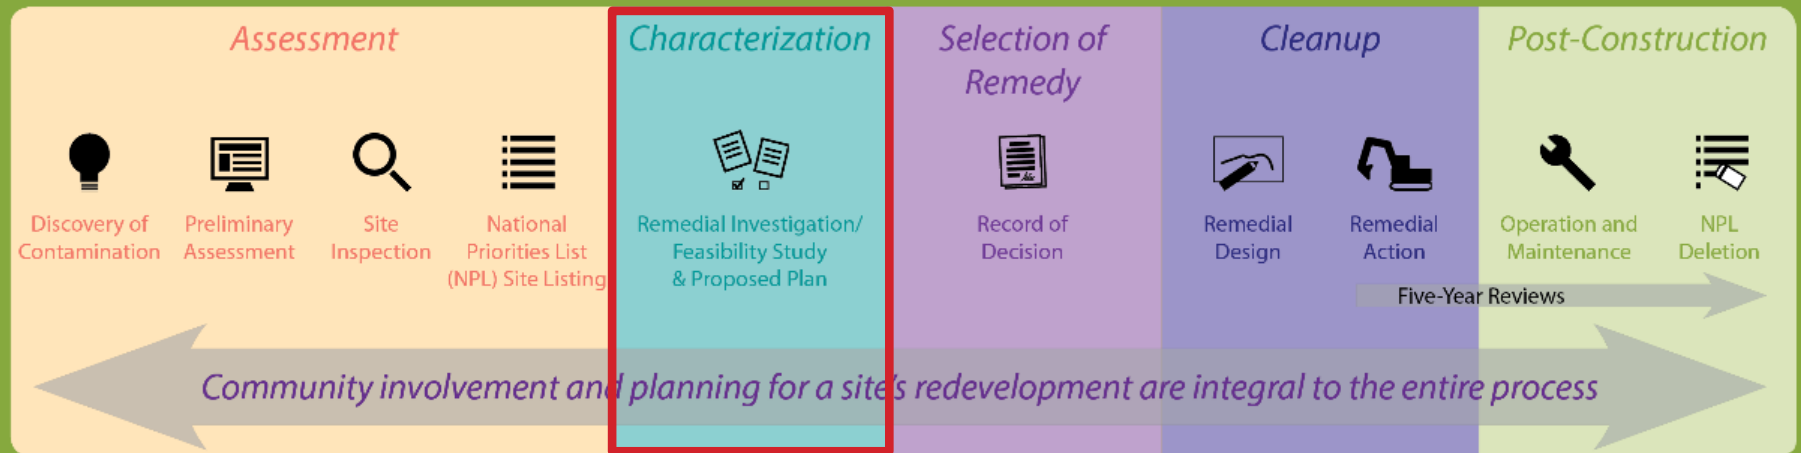 Assessment
Discovery of
Contamination
Preliminary
Assessment
Site
Inspection
National
Priorities List
(NPL) Site Listing
Characterization
Remedial Investigation/
Feasibility Study
& Proposed Plan
Selection of
Remedy
Record of
Decision
Cleanup
Remedial
Design
Remedial
Action
Post-Construction
Operation and
Maintenance
NPL
Deletion
Five-Year Reviews
Community involvement and planning for a site's redevelopment are integral to the entire process